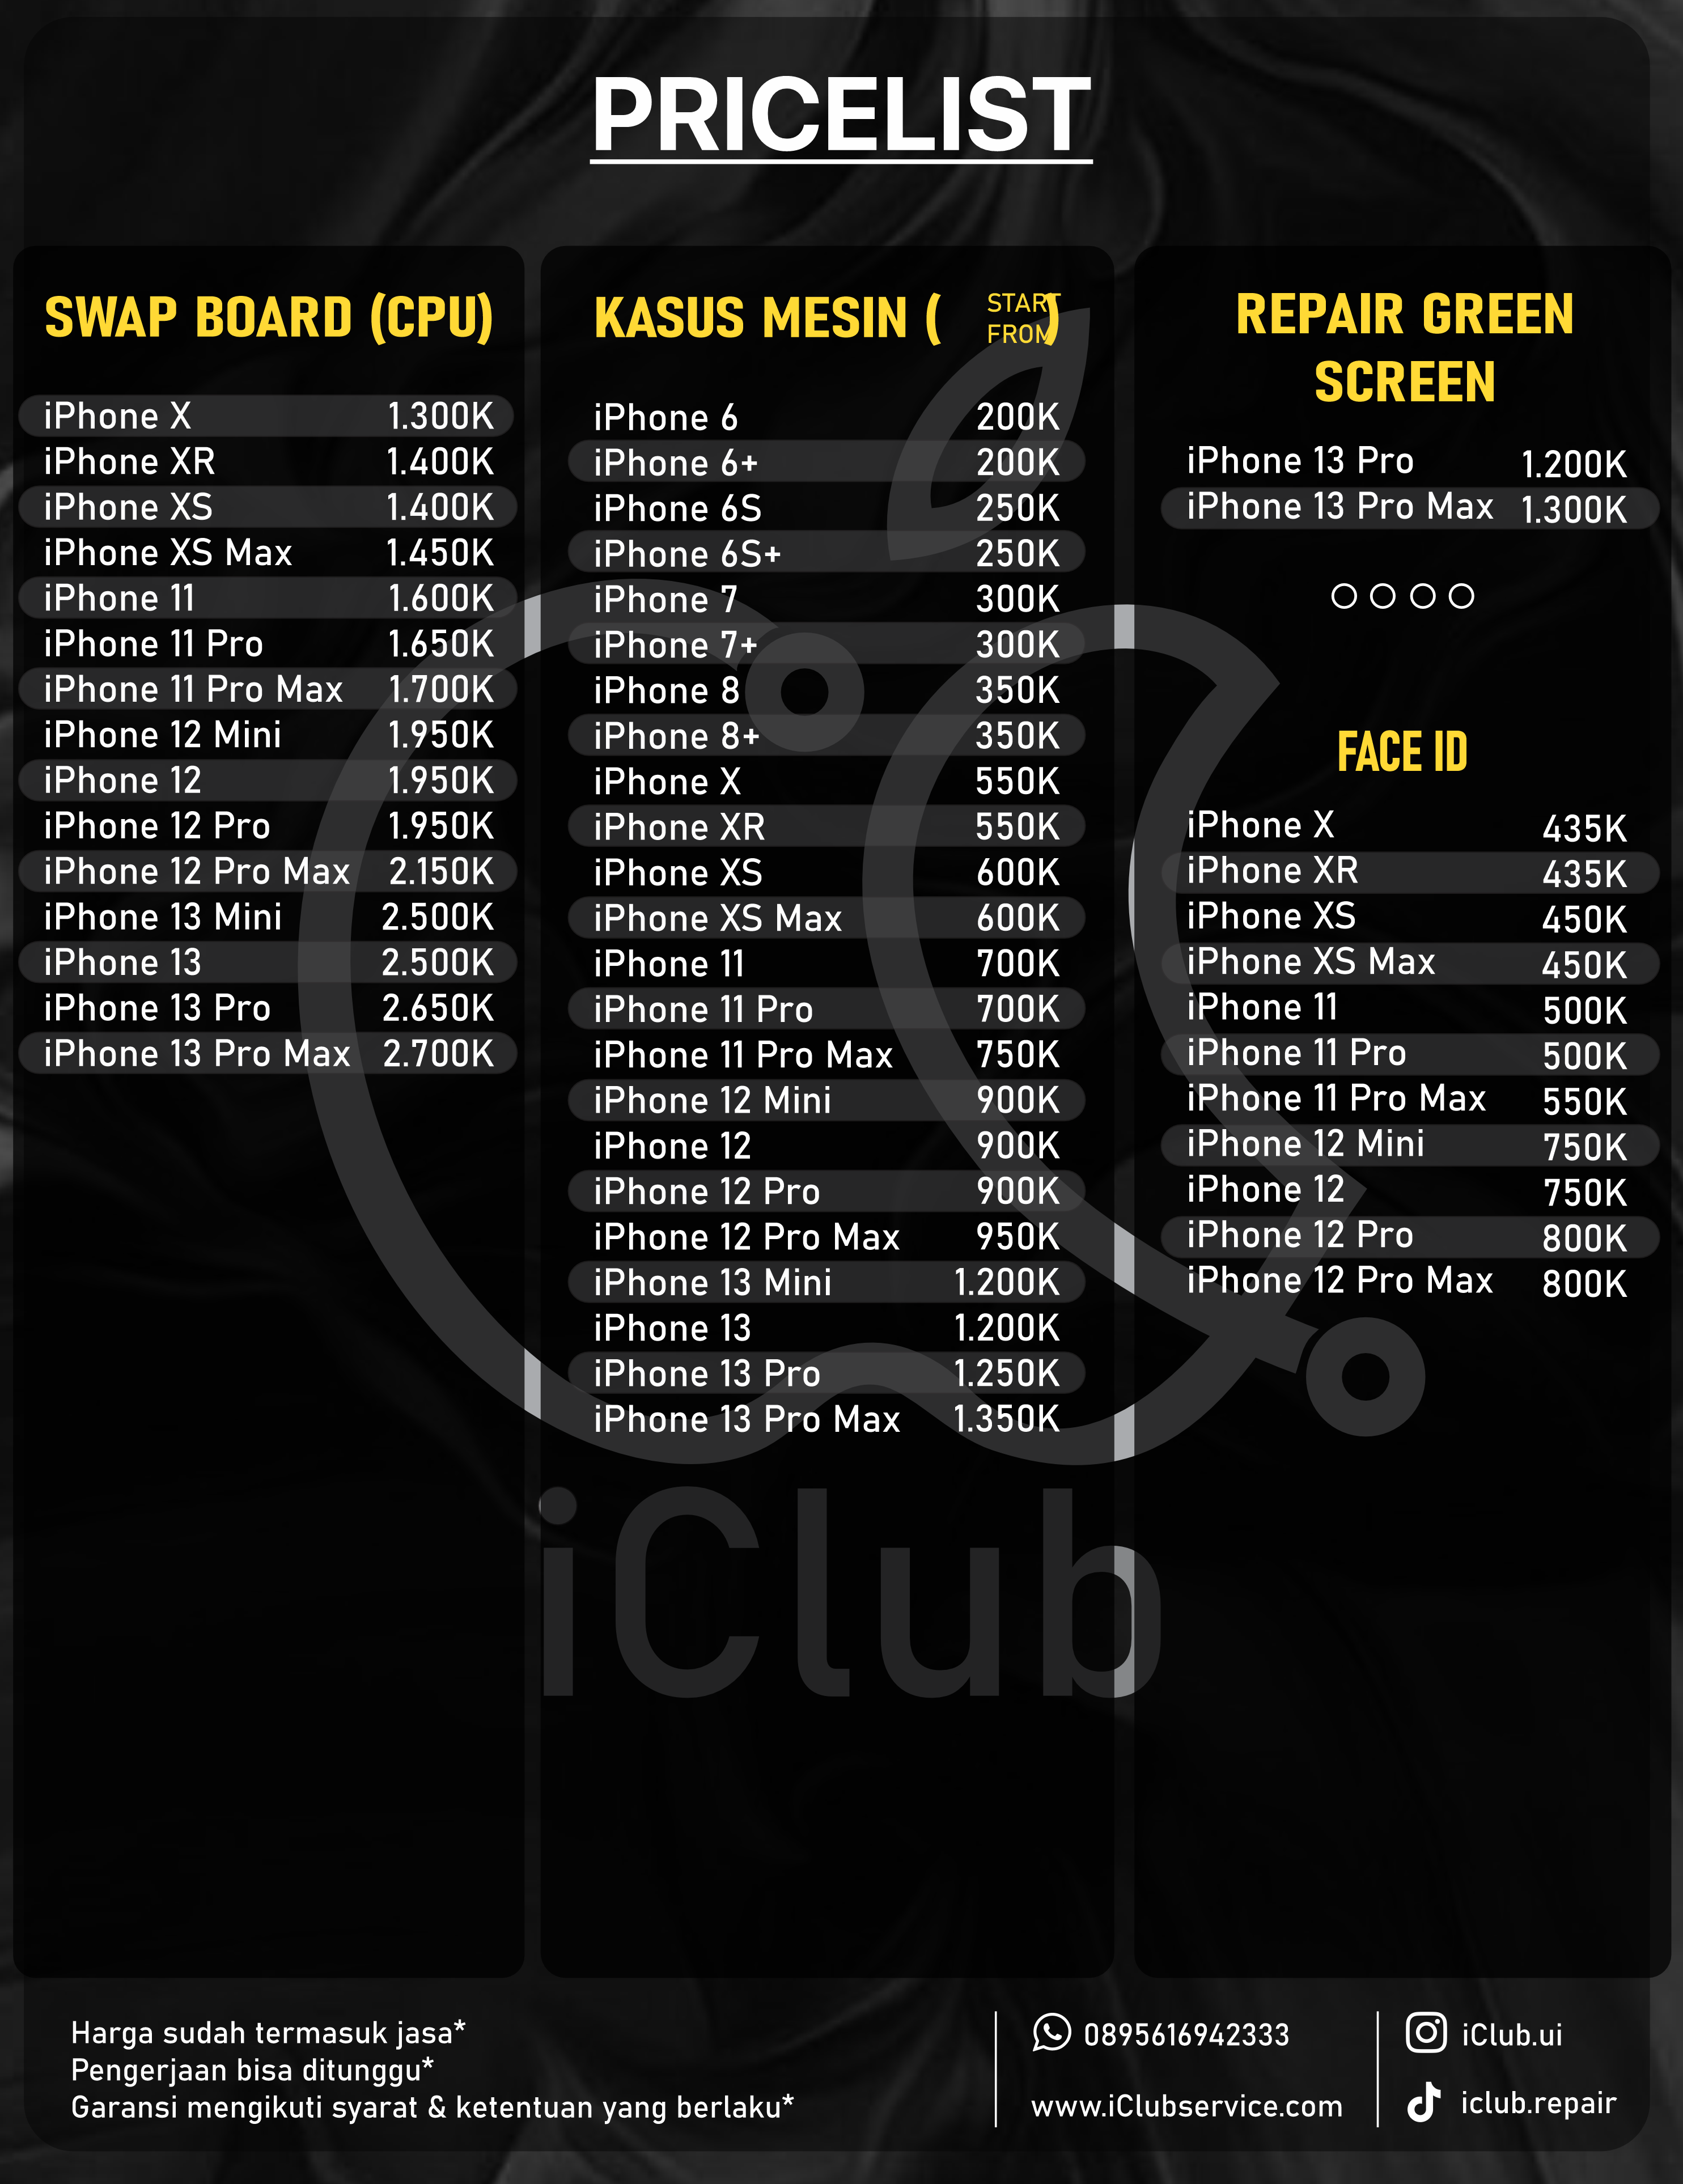 PRICELIST
SWAP BOARD (CPU)
iPhone X 1.300K
iPhone XR 1.400K
iPhone XS 1.400K
iPhone XS Max 1.450K
iPhone 11 1.600K
iPhone 11 Pro 1.650K
iPhone 11 Pro Max 1.700K
iPhone 12 Mini 1.950K
iPhone 12 1.950K
iPhone 12 Pro 1.950K
iPhone 12 Pro Max 2.150K
iPhone 13 Mini 2.500K
iPhone 13 2.500K
iPhone 13 Pro 2.650K
iPhone 13 Pro Max 2.700K
KASUS MESIN (START FROM)
iPhone 6 200K
iPhone 6+ 200K
iPhone 6S 250K
iPhone 6S+ 250K
iPhone 7 300K
iPhone 7+ 300K
iPhone 8 350K
iPhone 8+ 350K
iPhone X 550K
iPhone XR 550K
iPhone XS 600K
iPhone XS Max 600K
iPhone 11 700K
iPhone 11 Pro 700K
iPhone 11 Pro Max 750K
iPhone 12 Mini 900K
iPhone 12 900K
iPhone 12 Pro 900K
iPhone 12 Pro Max 950K
iPhone 13 Mini 1.200K
iPhone 13 1.200K
iPhone 13 Pro 1.250K
iPhone 13 Pro Max 1.350K
REPAIR GREEN
SCREEN
iPhone 13 Pro 1.200K
iPhone 13 Pro Max 1.300K
FACE ID
iPhone X 435K
iPhone XR 435K
iPhone XS 450K
iPhone XS Max 450K
iPhone 11 500K
iPhone 11 Pro 500K
iPhone 11 Pro Max 550K
iPhone 12 Mini 750K
iPhone 12 750K
iPhone 12 Pro 800K
iPhone 12 Pro Max 800K
iClub
Harga sudah termasuk jasa*
Pengerjaan bisa ditunggu*
Garansi mengikuti syarat & ketentuan yang berlaku*
0895616942333
www.iClubservice.com
iClub.ui
iclub.repair